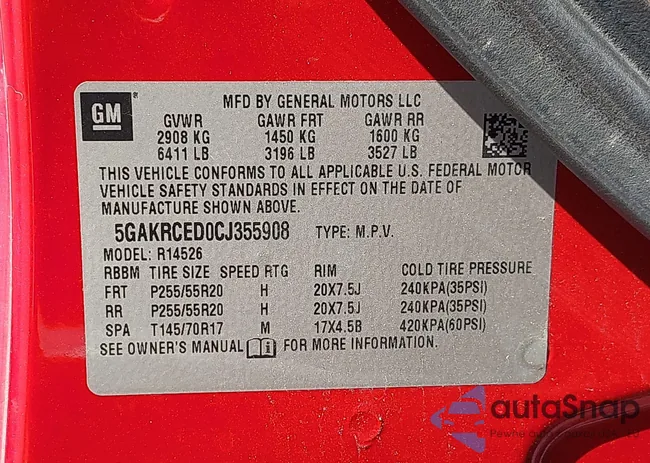 GM
MFD BY GENERAL MOTORS LLC
GVWR GAWR FRT GAWR RR
2908 KG 1450 KG 1600 KG
6411 LB 3196 LB 3527 LB
THIS VEHICLE CONFORMS TO ALL APPLICABLE U.S. FEDERAL MOTOR
VEHICLE SAFETY STANDARDS IN EFFECT ON THE DATE OF
MANUFACTURE SHOWN ABOVE.
5GAKRCED0CJ355908 TYPE: M.P.V.
MODEL: R14526
RBBM TIRE SIZE SPEED RTG RIM COLD TIRE PRESSURE
FRT P255/55R20 H 20X7.5J 240KPA(35PSI)
RR P255/55R20 H 20X7.5J 240KPA(35PSI)
SPA T145/70R17 M 17X4.5B 420KPA(60PSI)
SEE OWNER'S MANUAL FOR MORE INFORMATION.
autaSnap